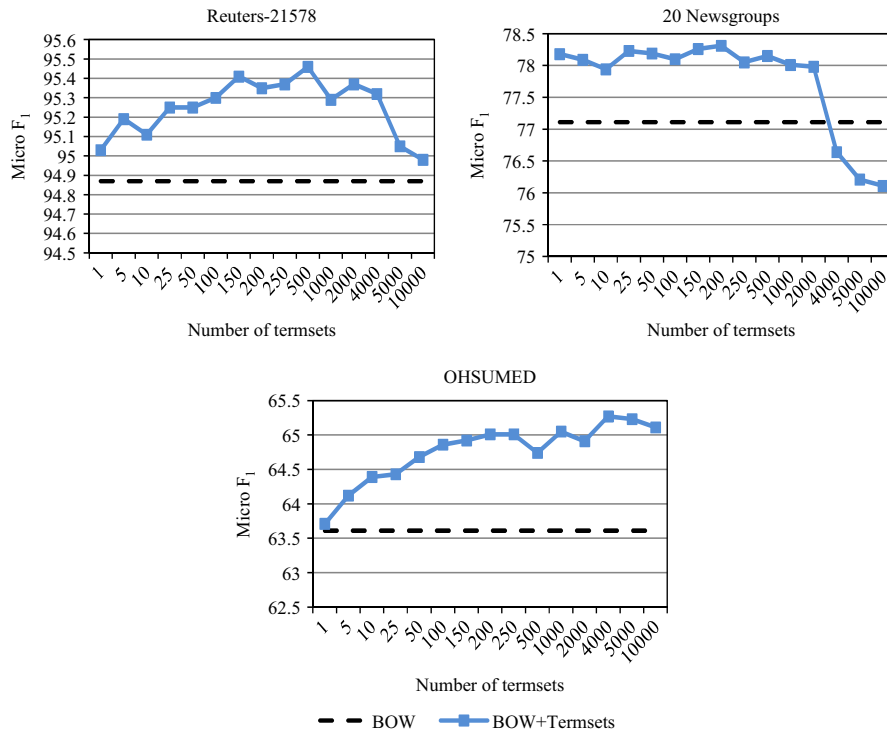 Reuters-21578
Micro F1
95.6
95.5
95.4
95.3
95.2
95.1
95
94.9
94.8
94.7
94.6
94.5
1 5 10 25 50 100 150 200 250 500 1000 2000 4000 5000 10000
Number of termsets
20 Newsgroups
Micro F1
78.5
78
77.5
77
76.5
76
75.5
75
1 5 10 25 50 100 150 200 250 500 1000 2000 4000 5000 10000
Number of termsets
OHSUMED
Micro F1
65.5
65
64.5
64
63.5
63
62.5
1 5 10 25 50 100 150 200 250 500 1000 2000 4000 5000 10000
Number of termsets
BOW BOW+Termsets